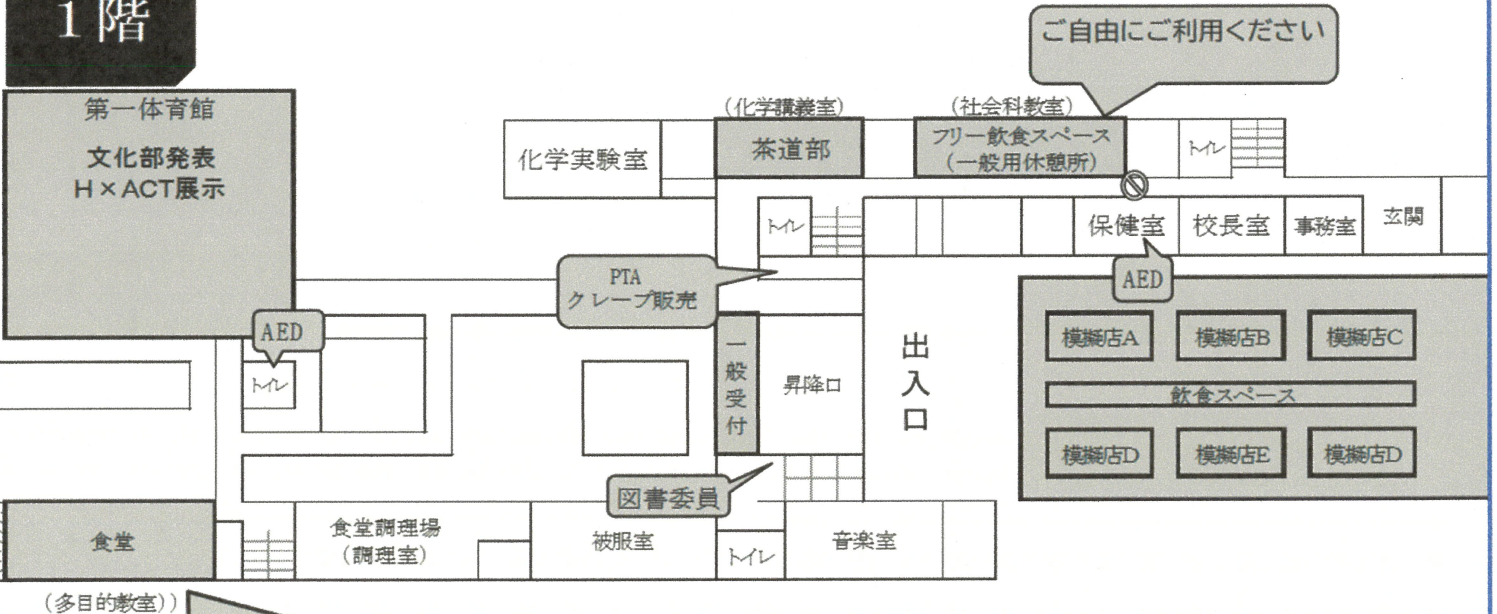 1階
ご自由にご利用ください
第一体育館
文化部発表
H×ACT展示
(化学講義室)
(社会科教室)
化学実験室
茶道部
フリー飲食スペース
(一般用休憩所)
トイレ
トイレ
保健室
校長室
事務室
玄関
PTA
クレープ販売
AED
AED
トイレ
一般受付
昇降口
出入口
模擬店A
模擬店B
模擬店C
飲食スペース
模擬店D
模擬店E
模擬店D
図書委員
食堂
食堂調理場
(調理室)
被服室
トイレ
音楽室
(多目的教室))